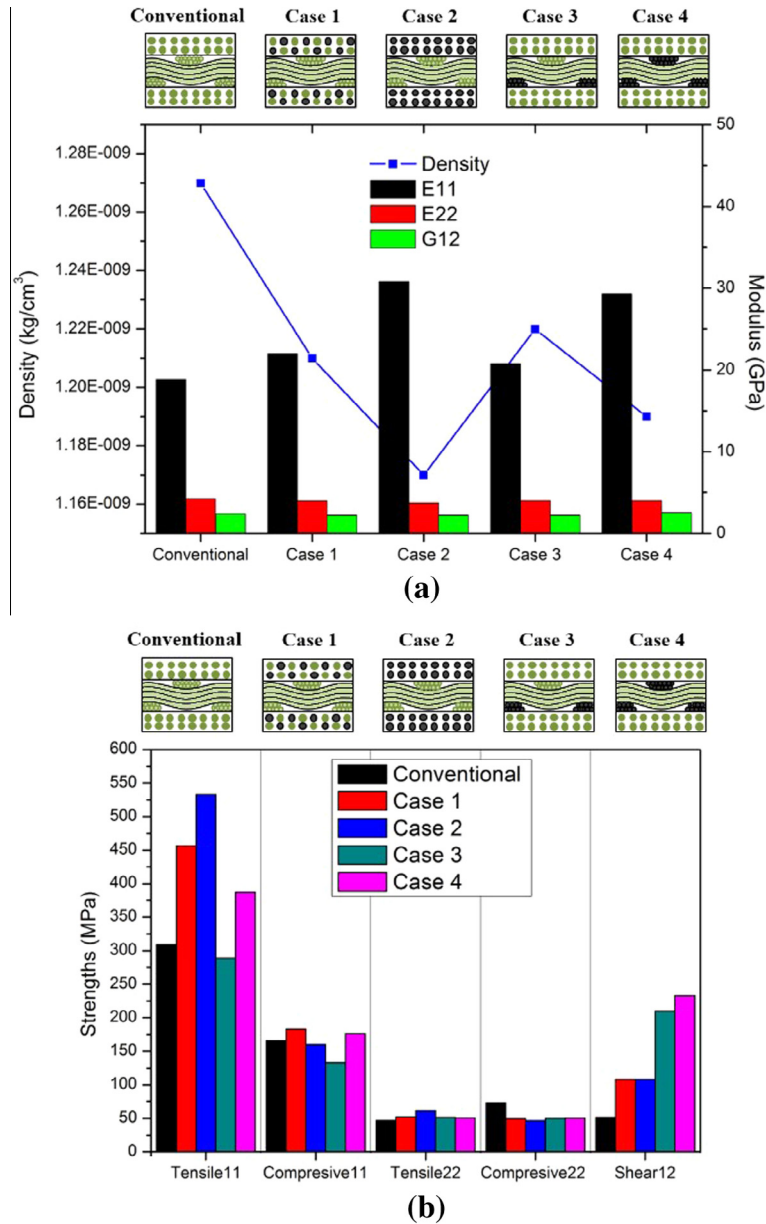 Conventional Case 1 Case 2 Case 3 Case 4
1.28E-009
1.26E-009
1.24E-009
1.22E-009
1.20E-009
1.18E-009
1.16E-009
Density (kg/cm³)
Density
E11
E22
G12
50
40
30
20
10
0
Modulus (GPa)
Conventional Case 1 Case 2 Case 3 Case 4
(a)
Conventional Case 1 Case 2 Case 3 Case 4
600
550
500
450
400
350
300
250
200
150
100
50
0
Strengths (MPa)
Conventional
Case 1
Case 2
Case 3
Case 4
Tensile11 Compresive11 Tensile22 Compresive22 Shear12
(b)